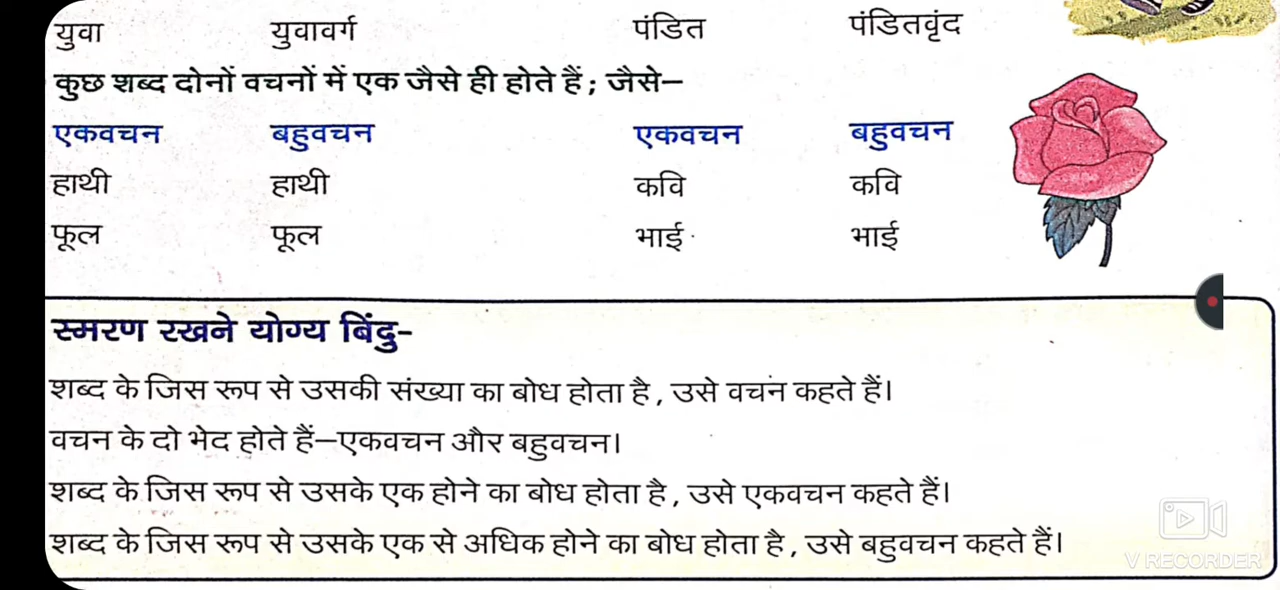 युवा युवावर्ग पंडित पंडितवृंद
कुछ शब्द दोनों वचनों में एक जैसे ही होते हैं ; जैसे–
एकवचन बहुवचन एकवचन बहुवचन
हाथी हाथी कवि कवि
फूल फूल भाई भाई
स्मरण रखने योग्य बिंदु-
शब्द के जिस रूप से उसकी संख्या का बोध होता है , उसे वचन कहते हैं।
वचन के दो भेद होते हैं–एकवचन और बहुवचन।
शब्द के जिस रूप से उसके एक होने का बोध होता है , उसे एकवचन कहते हैं।
शब्द के जिस रूप से उसके एक से अधिक होने का बोध होता है , उसे बहुवचन कहते हैं।
V RECORDER